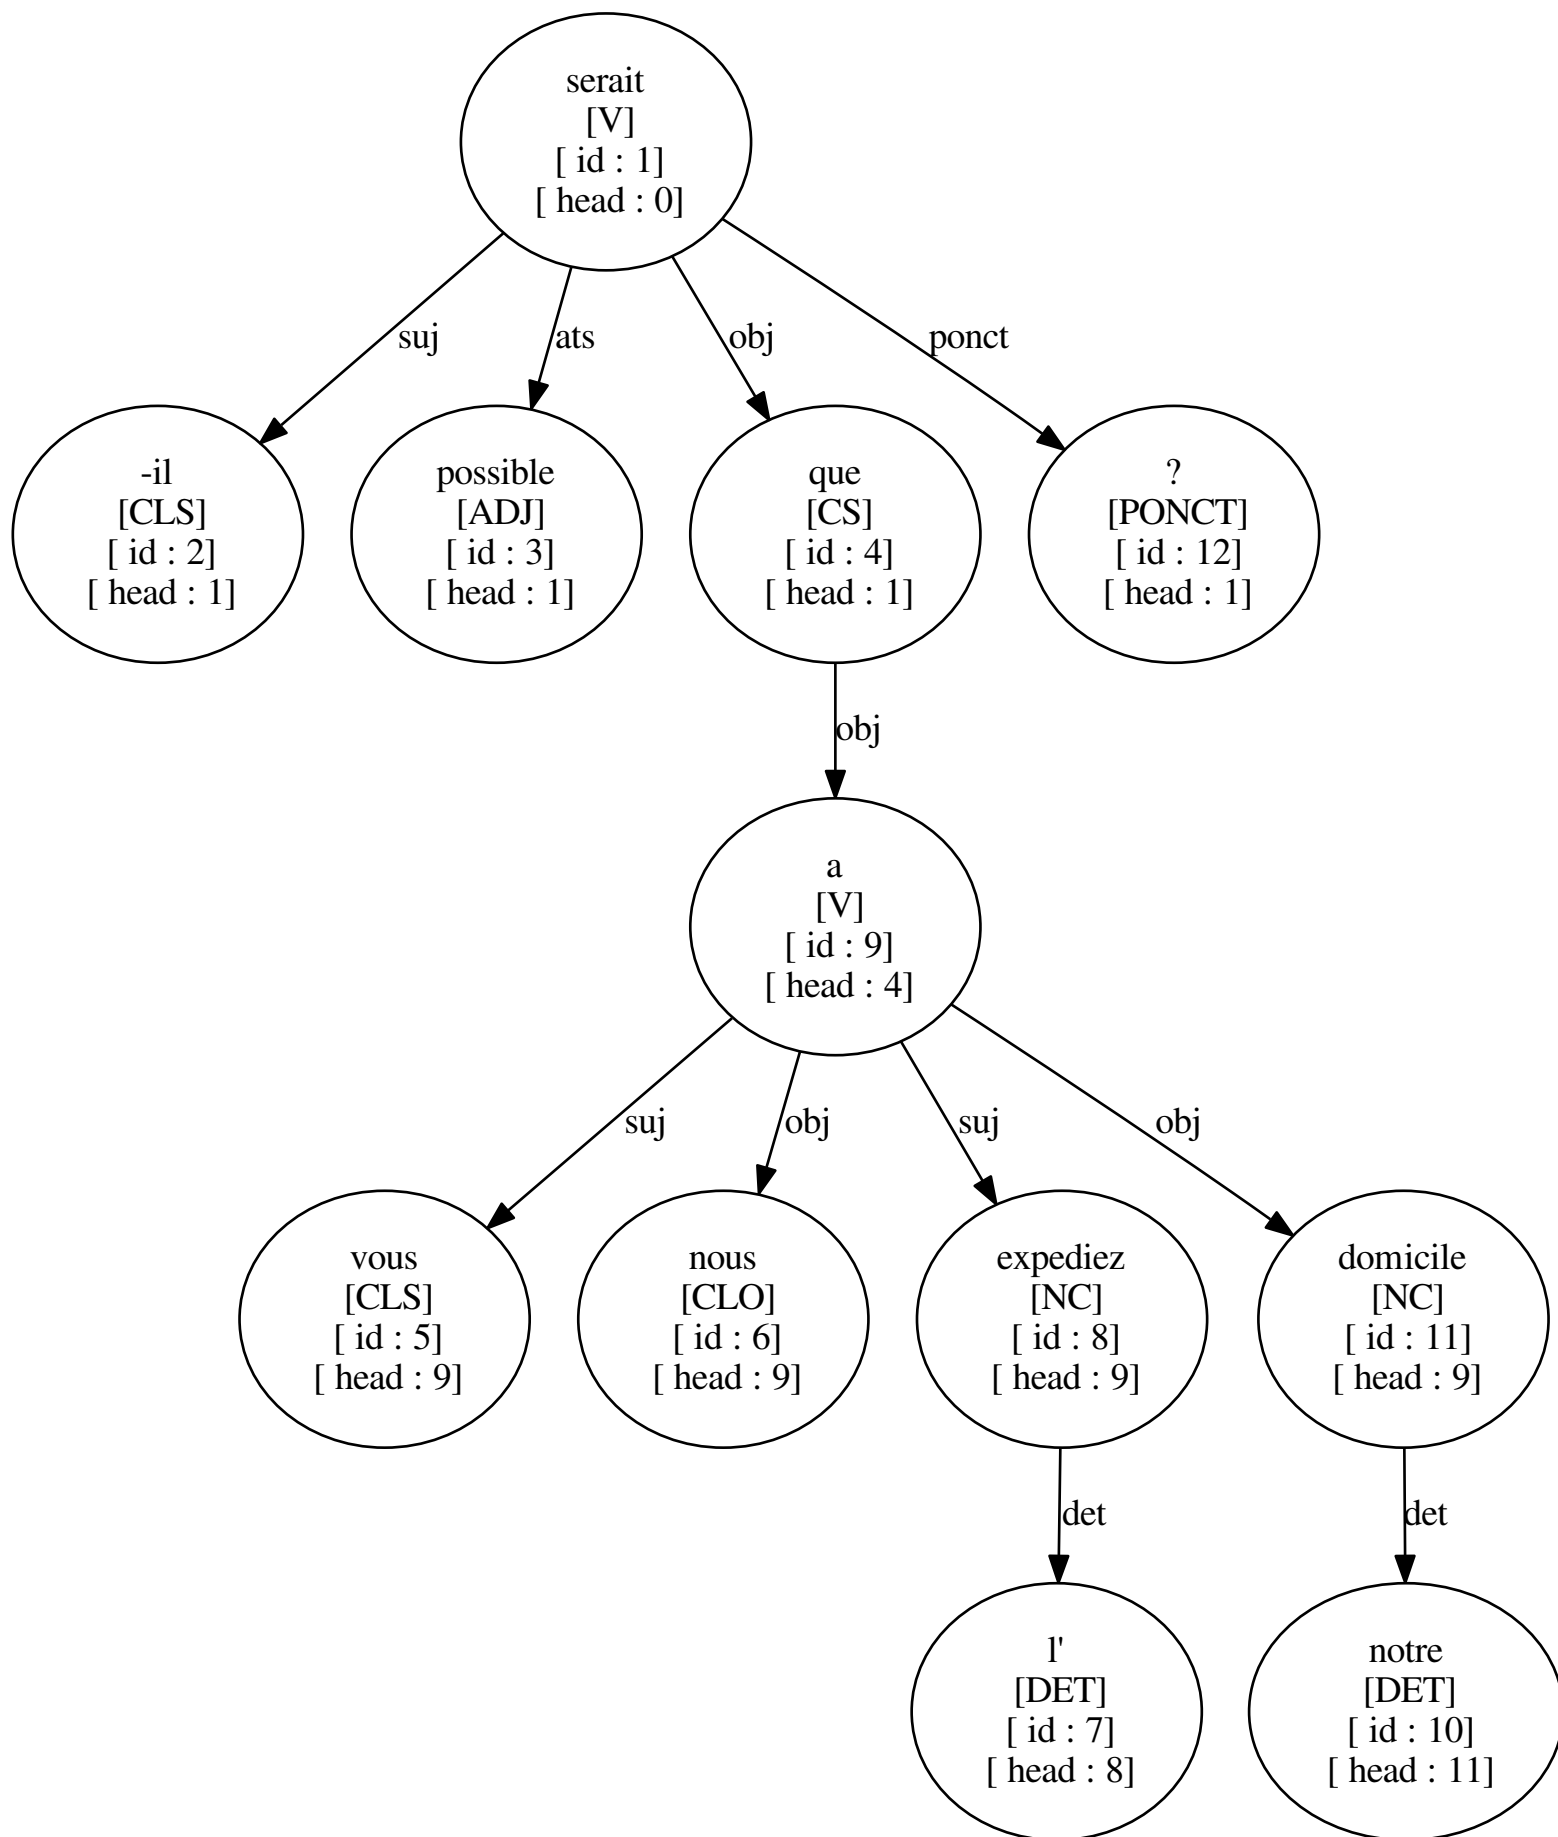 serait
[V]
[ id : 1]
[ head : 0]
suj
ats
obj
ponct
-il
[CLS]
[ id : 2]
[ head : 1]
possible
[ADJ]
[ id : 3]
[ head : 1]
que
[CS]
[ id : 4]
[ head : 1]
?
[PONCT]
[ id : 12]
[ head : 1]
obj
a
[V]
[ id : 9]
[ head : 4]
suj
obj
suj
obj
vous
[CLS]
[ id : 5]
[ head : 9]
nous
[CLO]
[ id : 6]
[ head : 9]
expediez
[NC]
[ id : 8]
[ head : 9]
domicile
[NC]
[ id : 11]
[ head : 9]
det
det
l'
[DET]
[ id : 7]
[ head : 8]
notre
[DET]
[ id : 10]
[ head : 11]